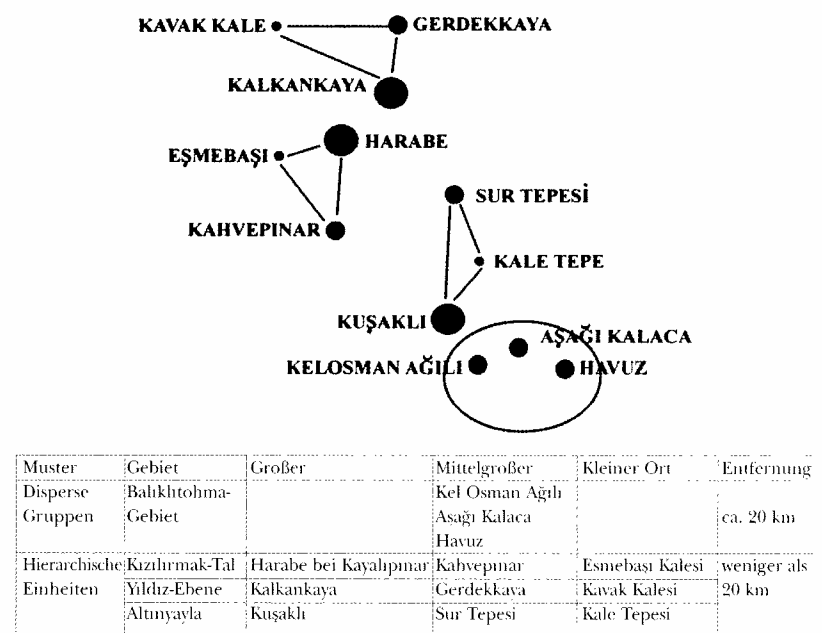 KAVAK KALE
GERDEKKAYA
KALKANKAYA
HARABE
EŞMEBAŞI
KAHVEPINAR
SUR TEPESİ
KALE TEPE
KUŞAKLI
AŞAĞI KALACA
KELOSMAN AĞILI
HAVUZ
Muster Gebiet Großer Mittelgroßer Kleiner Ort Entfernung
Disperse Balıklıtohma- Kel Osman Ağılı
Gruppen Gebiet Asağı Kalaca ca. 20 km
Havuz
Hierarchische Kızılırmak-Tal Harabe bei Kayalıpınar Kahvepınar Esmebaşı Kalesi weniger als
Einheiten Yıldız-Ebene Kalkankaya Gerdekkaya Kavak Kalesi 20 km
Altınyayla Kuşaklı Sur Tepesi Kale Tepesi